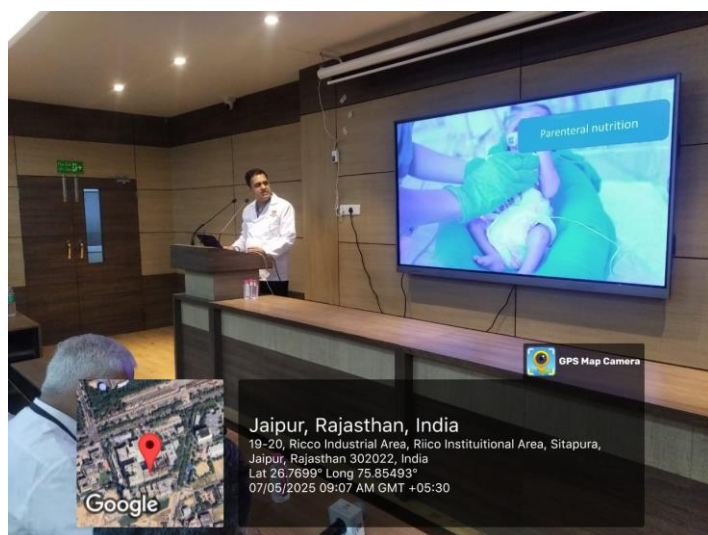 Parenteral nutrition
GPS Map Camera
Jaipur, Rajasthan, India
19-20, Ricco Industrial Area, Riico Instituitional Area, Sitapura,
Jaipur, Rajasthan 302022, India
Lat 26.7699° Long 75.85493°
07/05/2025 09:07 AM GMT +05:30
Google